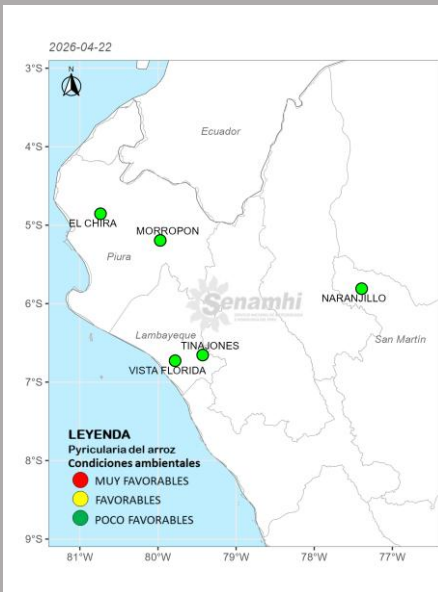 2026-04-22
3°S
4°S
5°S
6°S
7°S
8°S
9°S
N
Ecuador
EL CHIRA
MORROPON
Piura
Senamhi
NARANJILLO
Lambayeque
TINAJONES
San Martín
VISTA FLORIDA
LEYENDA
Pyricularia del arroz
Condiciones ambientales
MUY FAVORABLES
FAVORABLES
POCO FAVORABLES
81°W
80°W
79°W
78°W
77°W